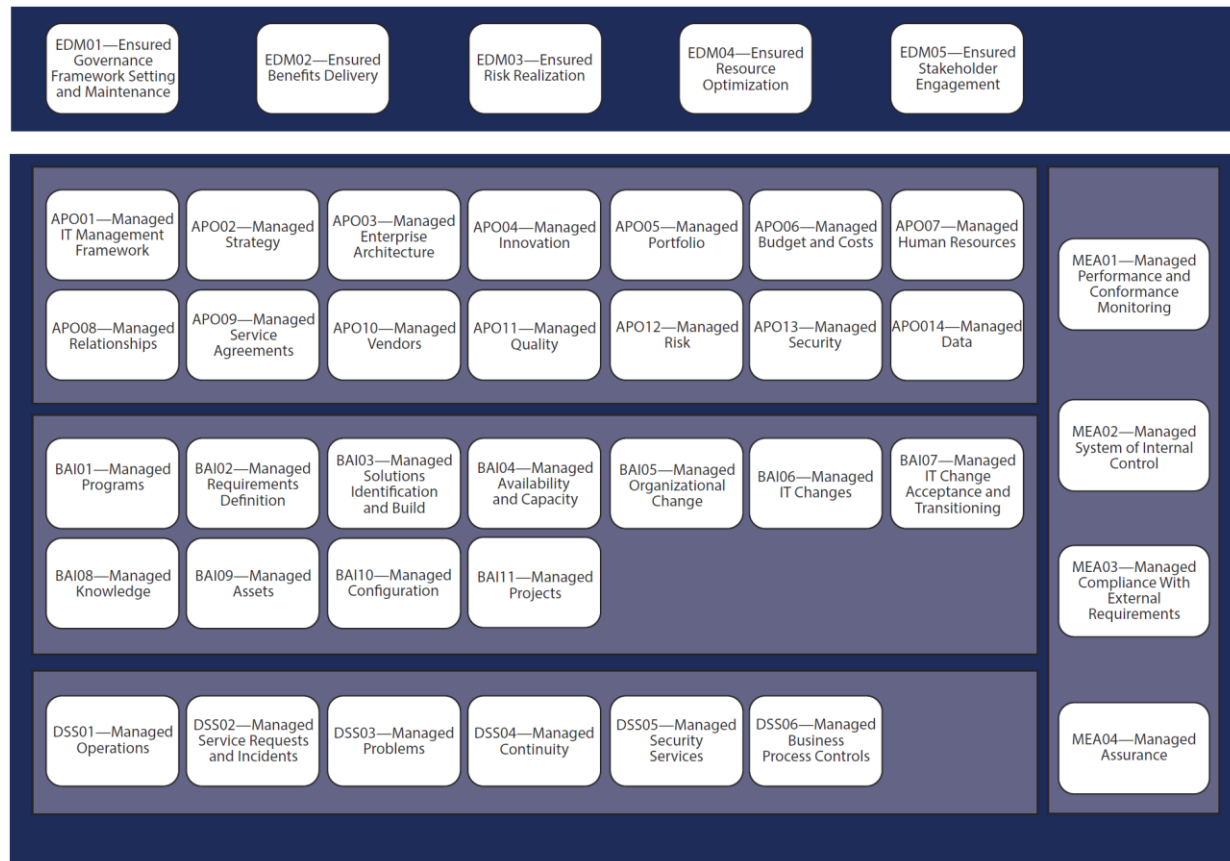 EDM01—Ensured
Governance
Framework Setting
and Maintenance
EDM02—Ensured
Benefits Delivery
EDM03—Ensured
Risk Realization
EDM04—Ensured
Resource
Optimization
EDM05—Ensured
Stakeholder
Engagement
APO01—Managed
IT Management
Framework
APO02—Managed
Strategy
APO03—Managed
Enterprise
Architecture
APO04—Managed
Innovation
APO05—Managed
Portfolio
APO06—Managed
Budget and Costs
APO07—Managed
Human Resources
APO08—Managed
Relationships
APO09—Managed
Service
Agreements
APO10—Managed
Vendors
APO11—Managed
Quality
APO12—Managed
Risk
APO13—Managed
Security
APO014—Managed
Data
BAI01—Managed
Programs
BAI02—Managed
Requirements
Definition
BAI03—Managed
Solutions
Identification
and Build
BAI04—Managed
Availability
and Capacity
BAI05—Managed
Organizational
Change
BAI06—Managed
IT Changes
BAI07—Managed
IT Change
Acceptance and
Transitioning
BAI08—Managed
Knowledge
BAI09—Managed
Assets
BAI10—Managed
Configuration
BAI11—Managed
Projects
DSS01—Managed
Operations
DSS02—Managed
Service Requests
and Incidents
DSS03—Managed
Problems
DSS04—Managed
Continuity
DSS05—Managed
Security
Services
DSS06—Managed
Business
Process Controls
MEA01—Managed
Performance and
Conformance
Monitoring
MEA02—Managed
System of Internal
Control
MEA03—Managed
Compliance With
External
Requirements
MEA04—Managed
Assurance